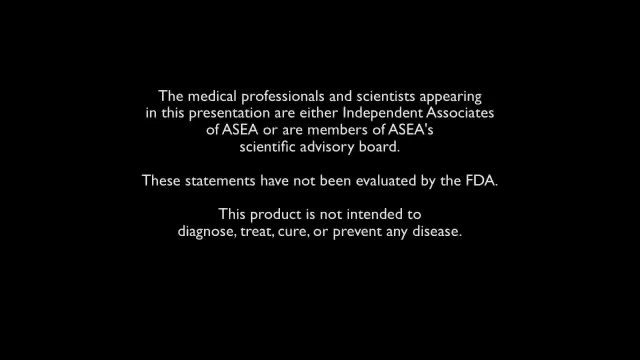 The medical professionals and scientists appearing
in this presentation are either Independent Associates
of ASEA or are members of ASEA's
scientific advisory board.
These statements have not been evaluated by the FDA.
This product is not intended to
diagnose, treat, cure, or prevent any disease.